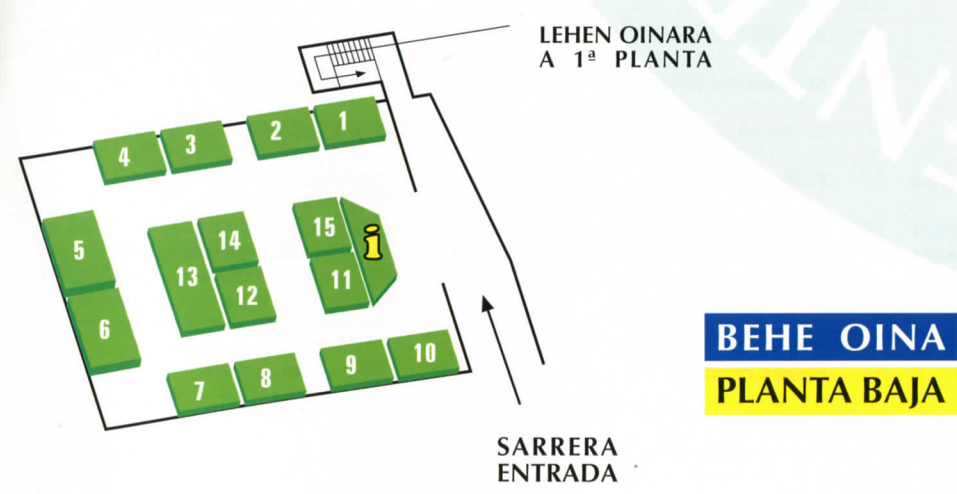 LEHEN OINARA
A 1ª PLANTA
1
2
3
4
5
6
13
14
12
15
11
i
7
8
9
10
BEHE OINA
PLANTA BAJA
SARRERA
ENTRADA